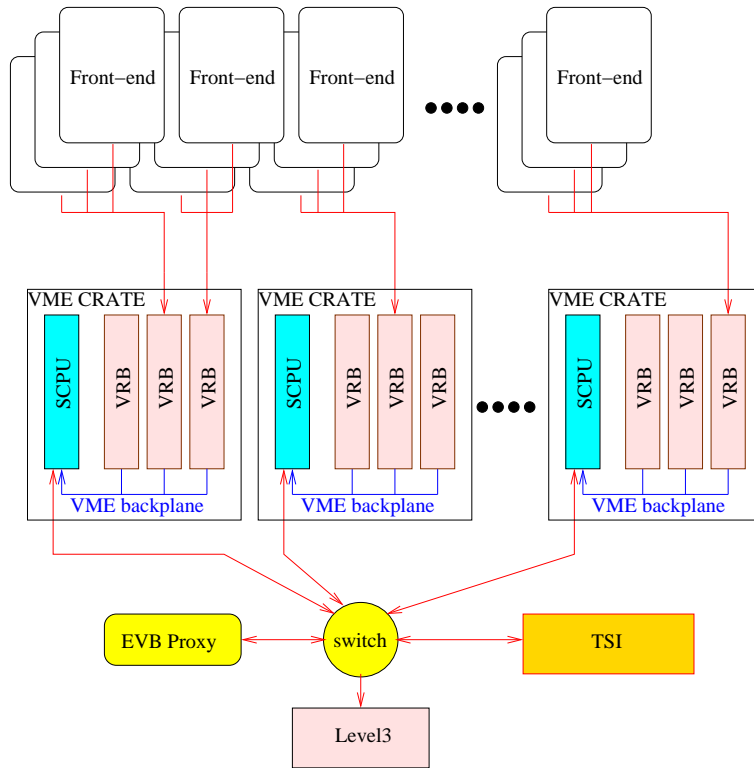 Front−end
Front−end
Front−end
Front−end
VME CRATE
VME CRATE
VME CRATE
SCPU
VRB
VRB
VRB
SCPU
VRB
VRB
VRB
SCPU
VRB
VRB
VRB
VME backplane
VME backplane
VME backplane
EVB Proxy
switch
TSI
Level3